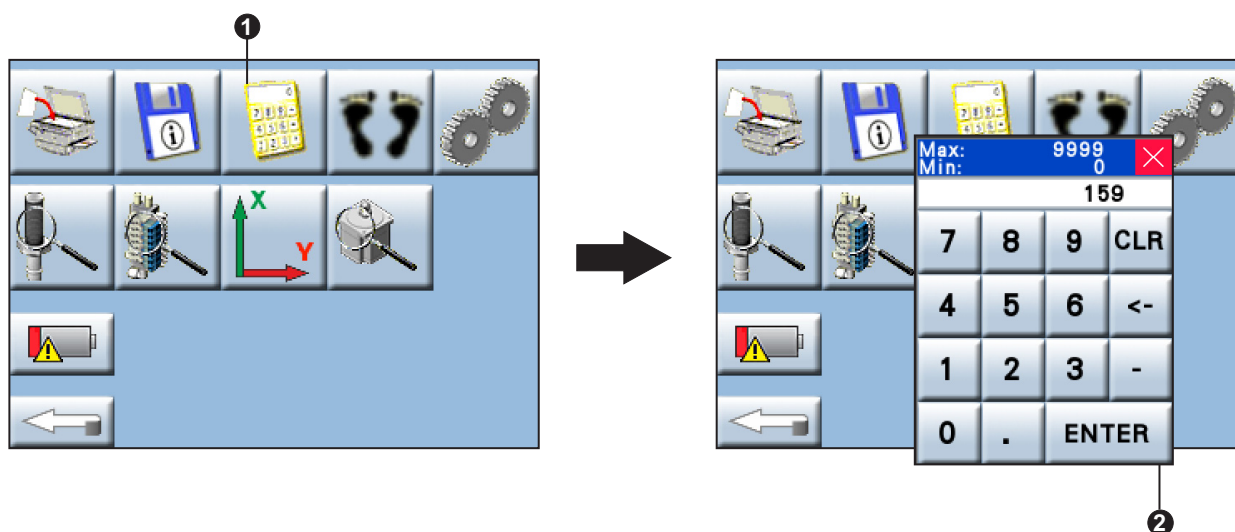 1
X
Y
Max: 9999
Min: 0
159
7 8 9 CLR
4 5 6 <-
1 2 3 -
0 . ENTER
2